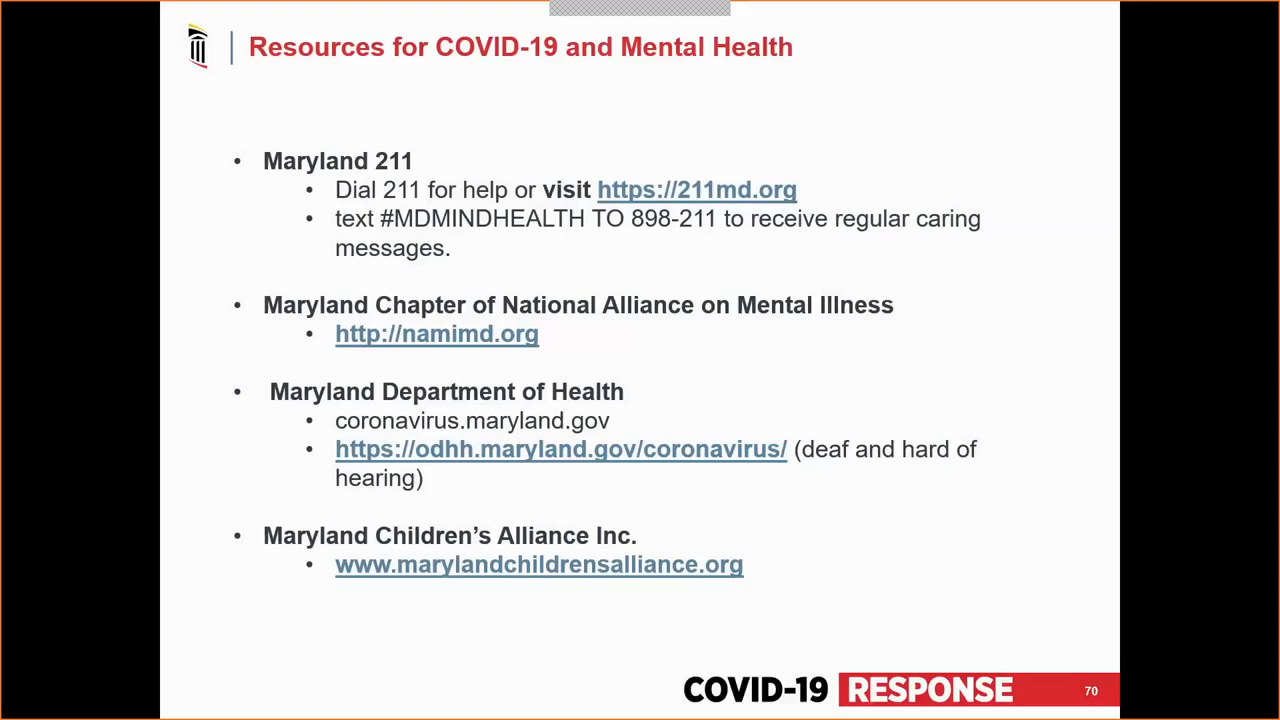 Resources for COVID-19 and Mental Health
• Maryland 211
• Dial 211 for help or visit https://211md.org
• text #MDMINDHEALTH TO 898-211 to receive regular caring
messages.
• Maryland Chapter of National Alliance on Mental Illness
• http://namimd.org
• Maryland Department of Health
• coronavirus.maryland.gov
• https://odhh.maryland.gov/coronavirus/ (deaf and hard of
hearing)
• Maryland Children’s Alliance Inc.
• www.marylandchildrensalliance.org
COVID-19 RESPONSE 70